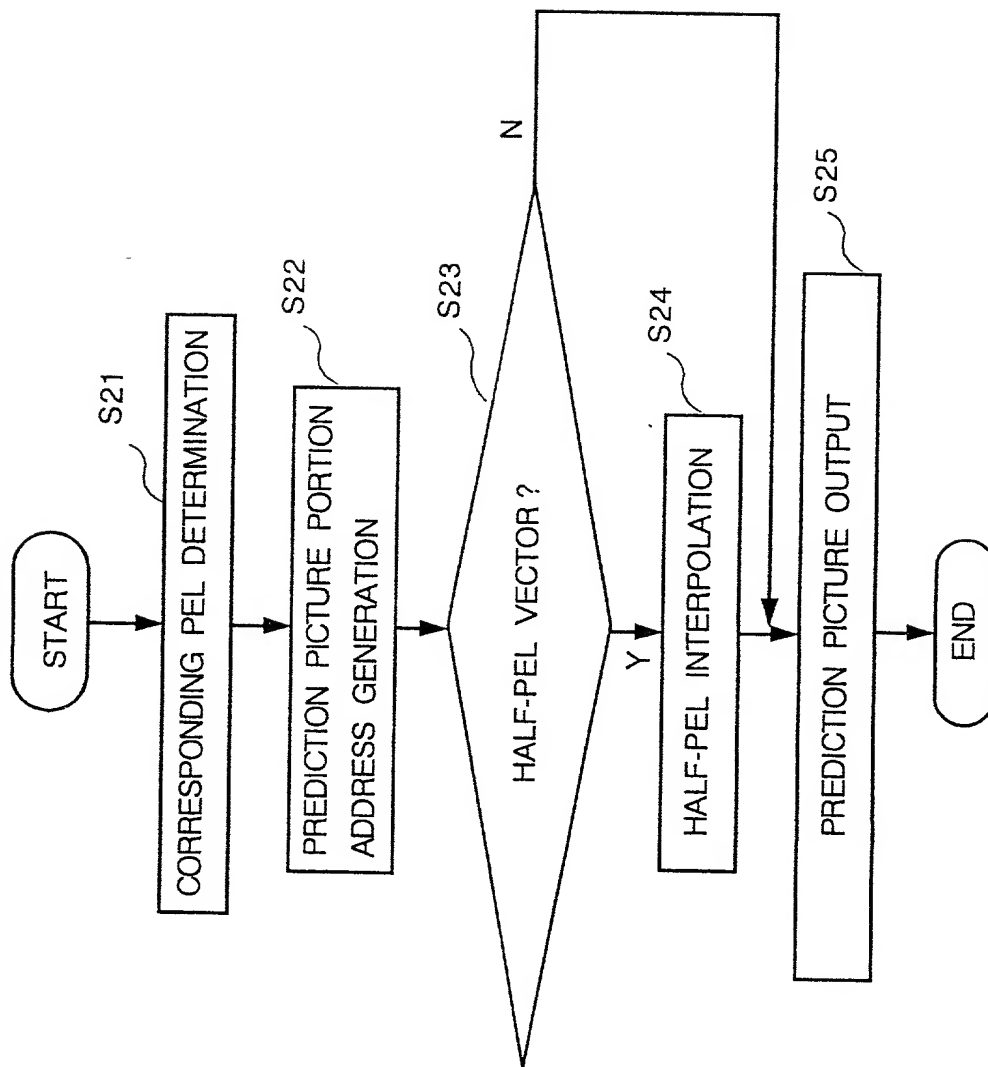 START
S21
CORRESPONDING PEL DETERMINATION
S22
PREDICTION PICTURE PORTION
ADDRESS GENERATION
S23
HALF-PEL VECTOR?
N
Y
S24
HALF-PEL INTERPOLATION
S25
PREDICTION PICTURE OUTPUT
END